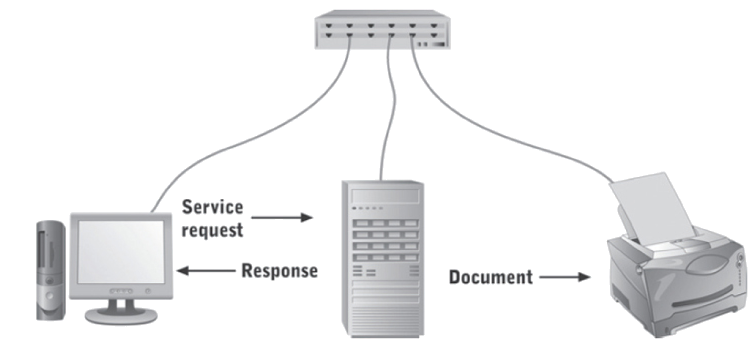 Service
request
Response
Document